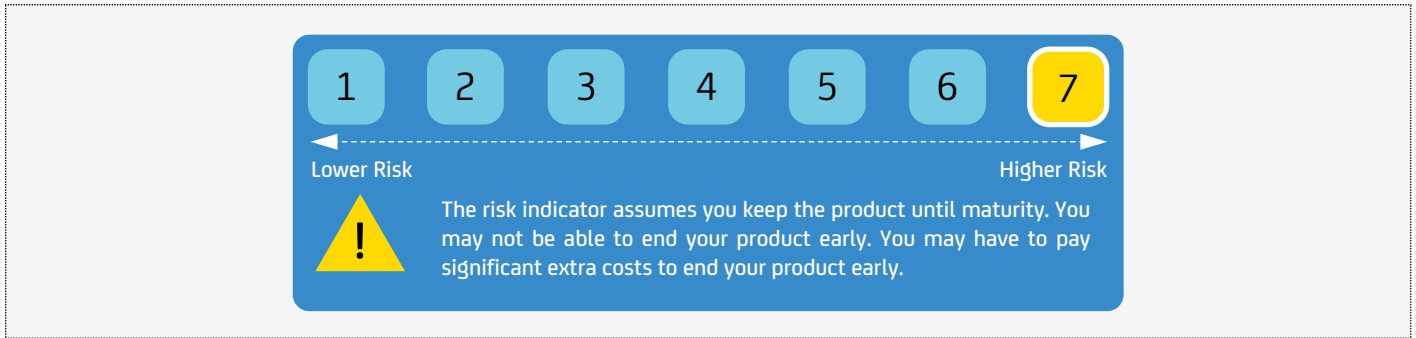 1 2 3 4 5 6 7
Lower Risk Higher Risk
!
The risk indicator assumes you keep the product until maturity. You
may not be able to end your product early. You may have to pay
significant extra costs to end your product early.